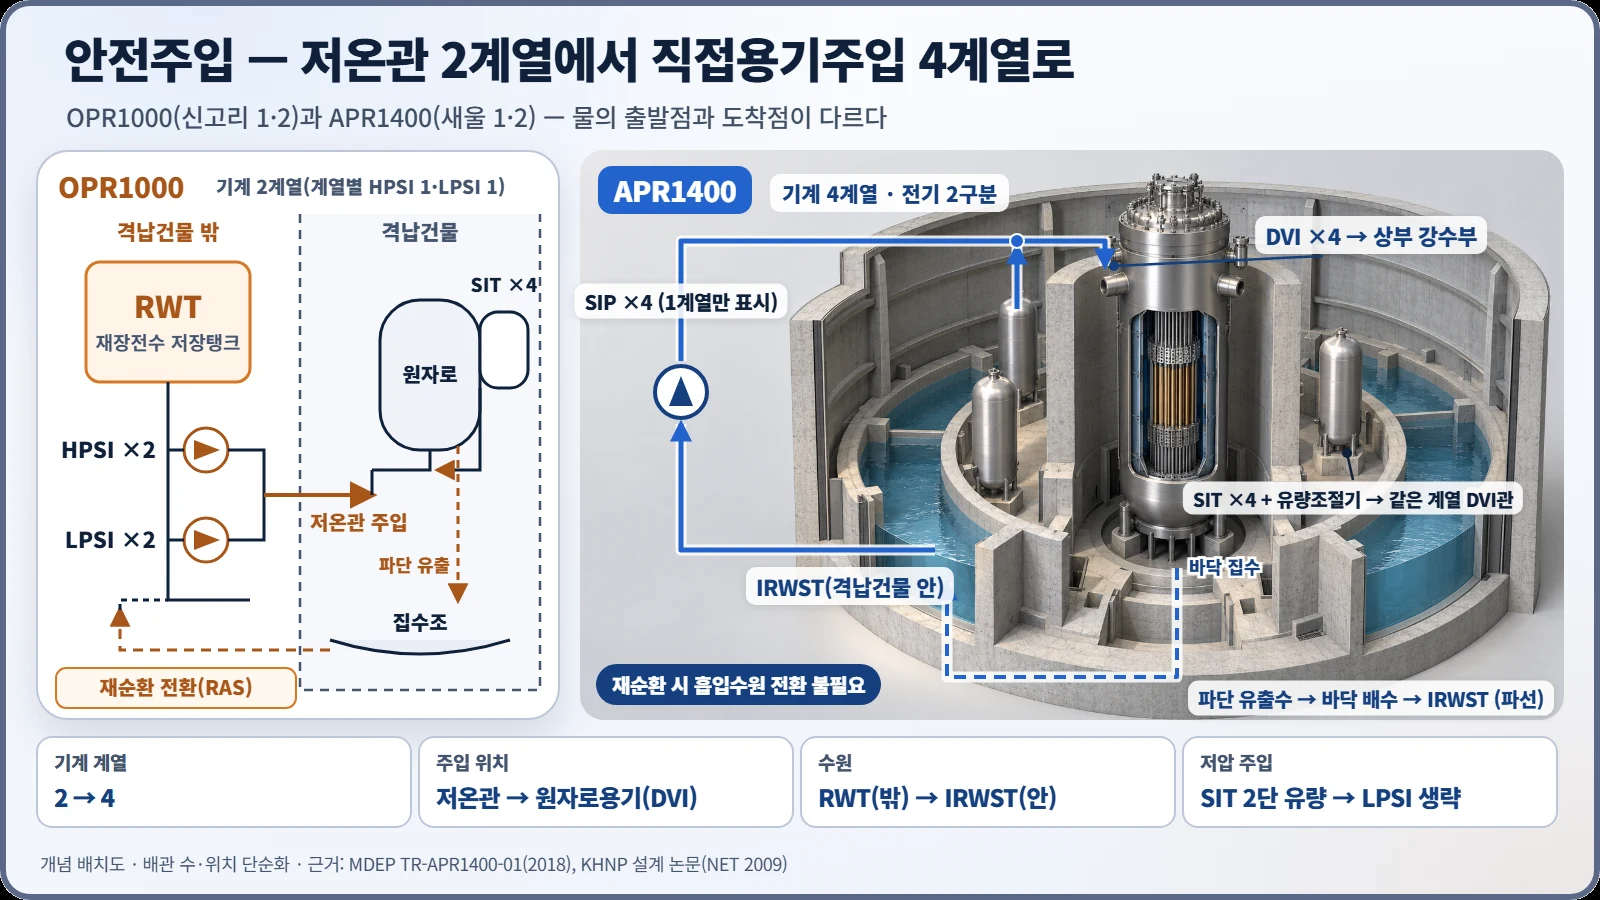 안전주입 — 저온관 2계열에서 직접용기주입 4계열로
OPR1000(신고리 1·2)과 APR1400(새울 1·2) — 물의 출발점과 도착점이 다르다
OPR1000
기계 2계열(계열별 HPSI 1·LPSI 1)
격납건물 밖
격납건물
RWT
재장전수 저장탱크
SIT ×4
원자로
HPSI ×2
LPSI ×2
저온관 주입
파단 유출
집수조
재순환 전환(RAS)
APR1400
기계 4계열 · 전기 2구분
DVI ×4 → 상부 강수부
SIP ×4 (1계열만 표시)
SIT ×4 + 유량조절기 → 같은 계열 DVI관
바닥 집수
IRWST(격납건물 안)
재순환 시 흡입수원 전환 불필요
파단 유출수 → 바닥 배수 → IRWST (파선)
기계 계열
2 → 4
주입 위치
저온관 → 원자로용기(DVI)
수원
RWT(밖) → IRWST(안)
저압 주입
SIT 2단 유량 → LPSI 생략
개념 배치도 · 배관 수·위치 단순화 · 근거: MDEP TR-APR1400-01(2018), KHNP 설계 논문(NET 2009)